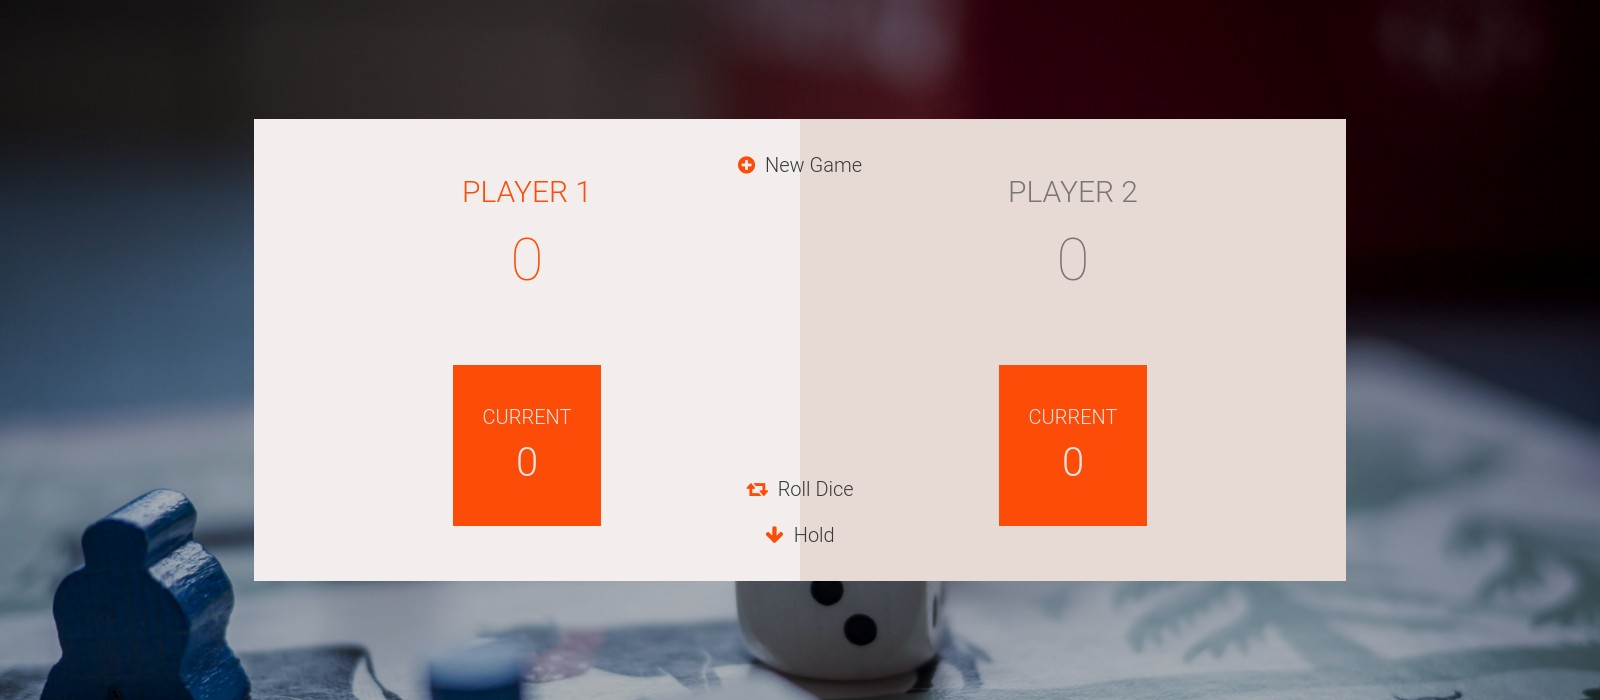 New Game
PLAYER 1
0
CURRENT
0
PLAYER 2
0
CURRENT
0
Roll Dice
Hold